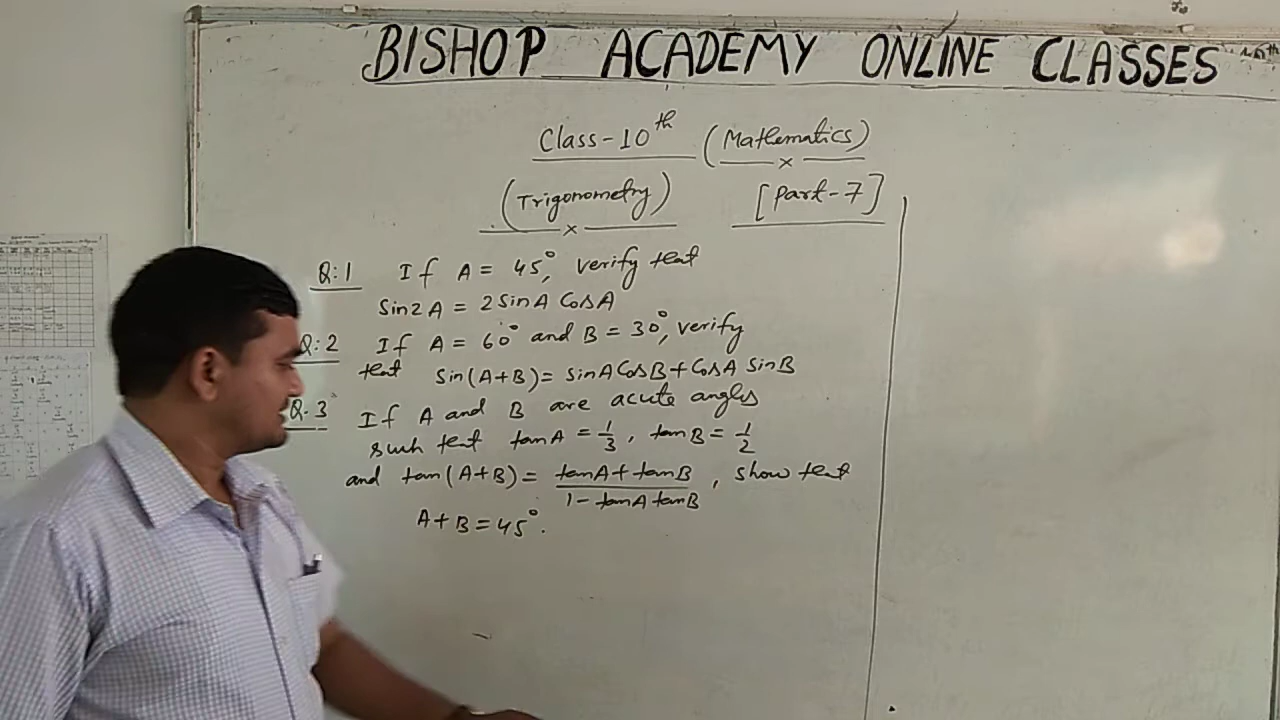 BISHOP ACADEMY ONLINE CLASSES
Class-10th (Mathematics)
(Trigonometry) [Part-7]
Q:1 If A = 45°, verify that
sin2A = 2 sinA CosA
Q:2 If A = 60° and B = 30°, verify
that sin(A+B) = sinA CosB + CosA sinB
Q.3 If A and B are acute angles
such that tanA = 1/3, tanB = 1/2
and tan(A+B) = tanA + tanB / 1 - tanA tanB, show that
A+B = 45°.